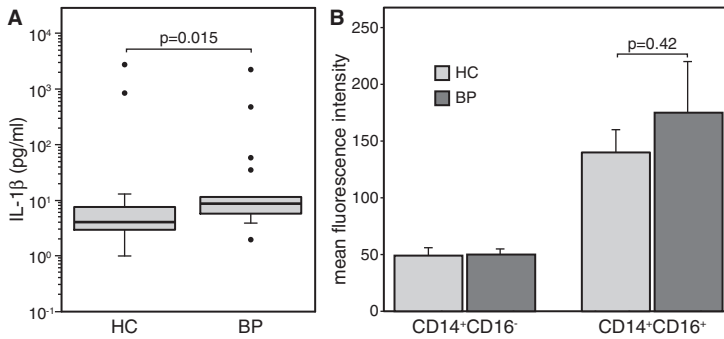 A
IL-1β (pg/ml)
10⁴
10³
10²
10¹
10⁰
10⁻¹
p=0.015
HC
BP
B
mean fluorescence intensity
250
200
150
100
50
0
HC
BP
p=0.42
CD14⁺CD16⁻
CD14⁺CD16⁺